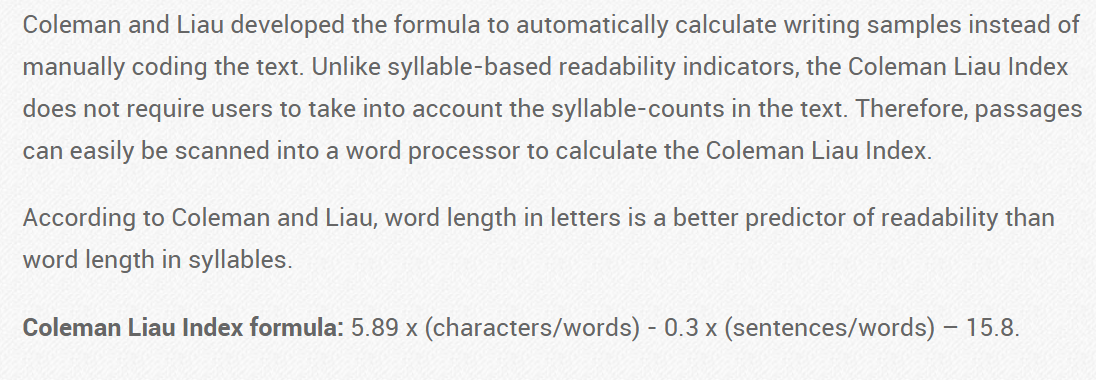 Coleman and Liau developed the formula to automatically calculate writing samples instead of
manually coding the text. Unlike syllable-based readability indicators, the Coleman Liau Index
does not require users to take into account the syllable-counts in the text. Therefore, passages
can easily be scanned into a word processor to calculate the Coleman Liau Index.
According to Coleman and Liau, word length in letters is a better predictor of readability than
word length in syllables.
Coleman Liau Index formula: 5.89 x (characters/words) - 0.3 x (sentences/words) – 15.8.